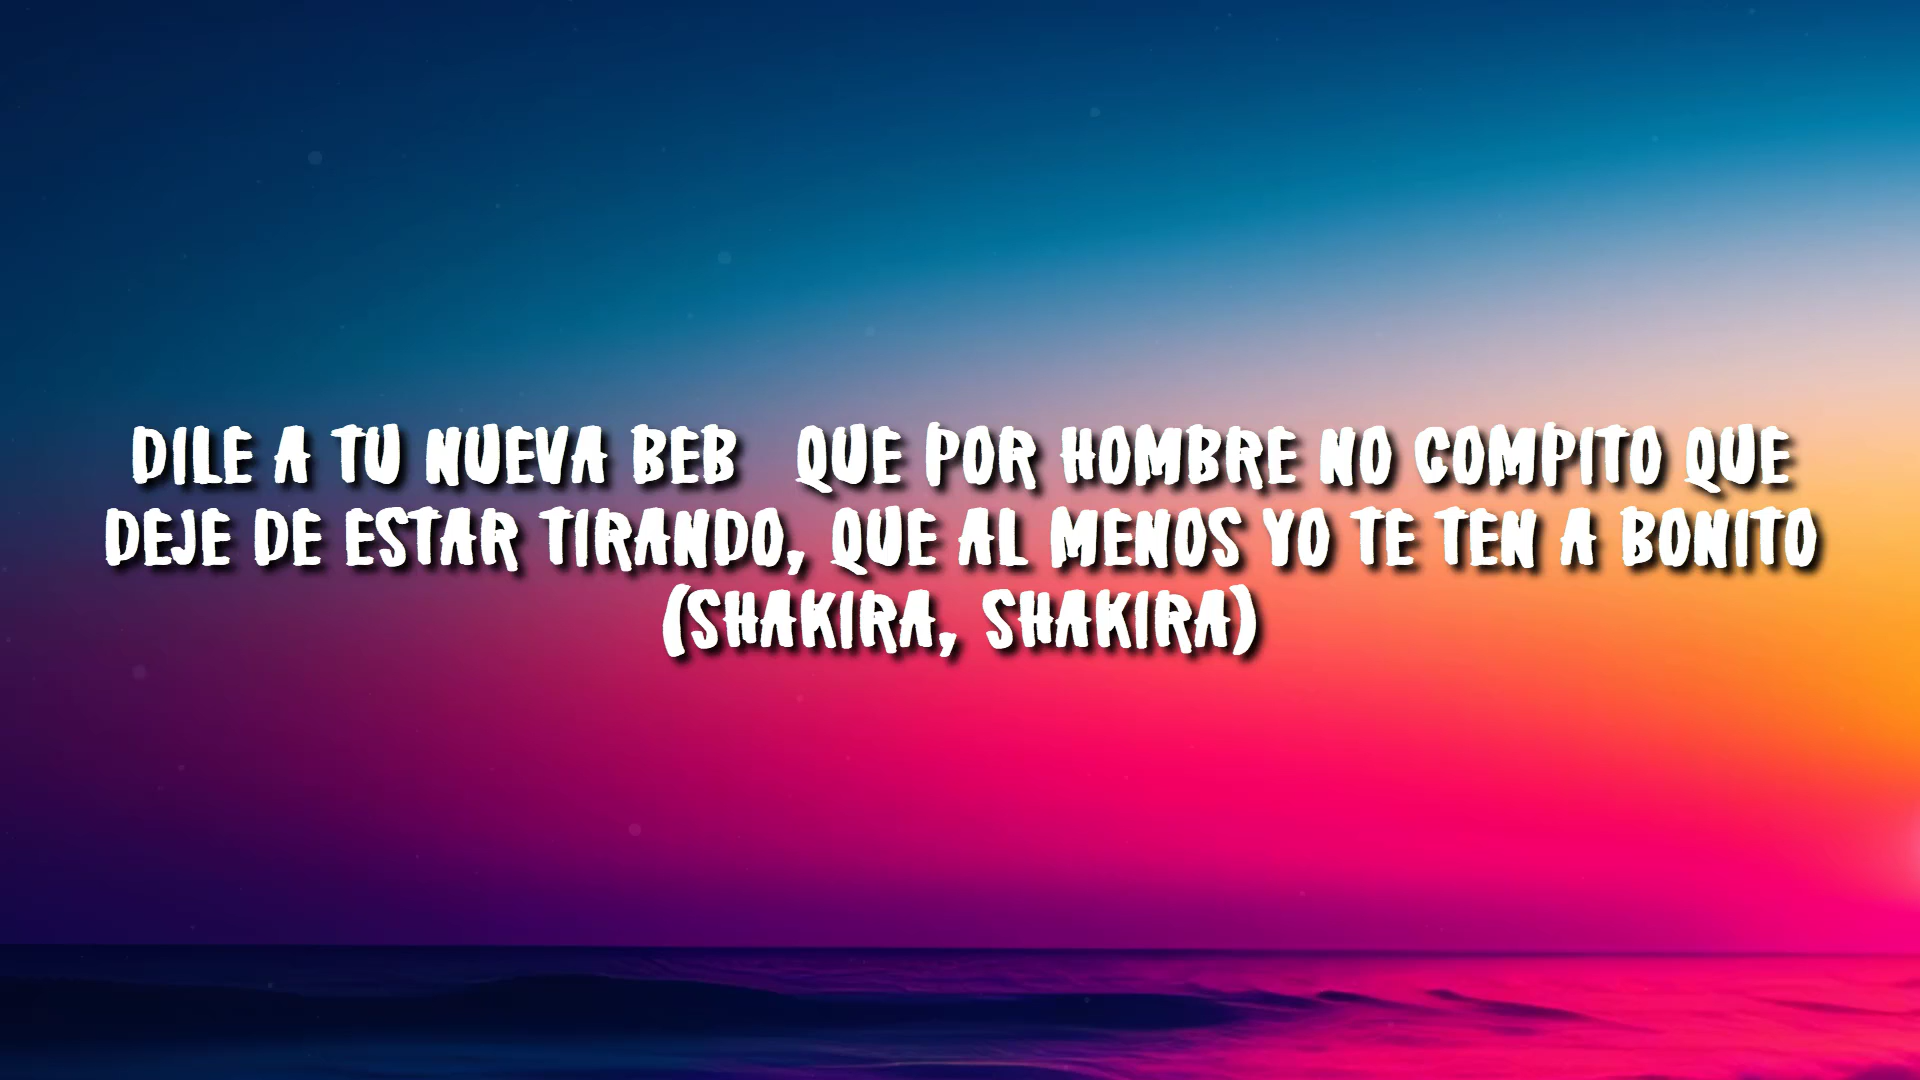 DILE A TU NUEVA BEB QUE POR HOMBRE NO COMPITO QUE
DEJE DE ESTAR TIRANDO, QUE AL MENOS YO TE TEN A BONITO
(SHAKIRA, SHAKIRA)